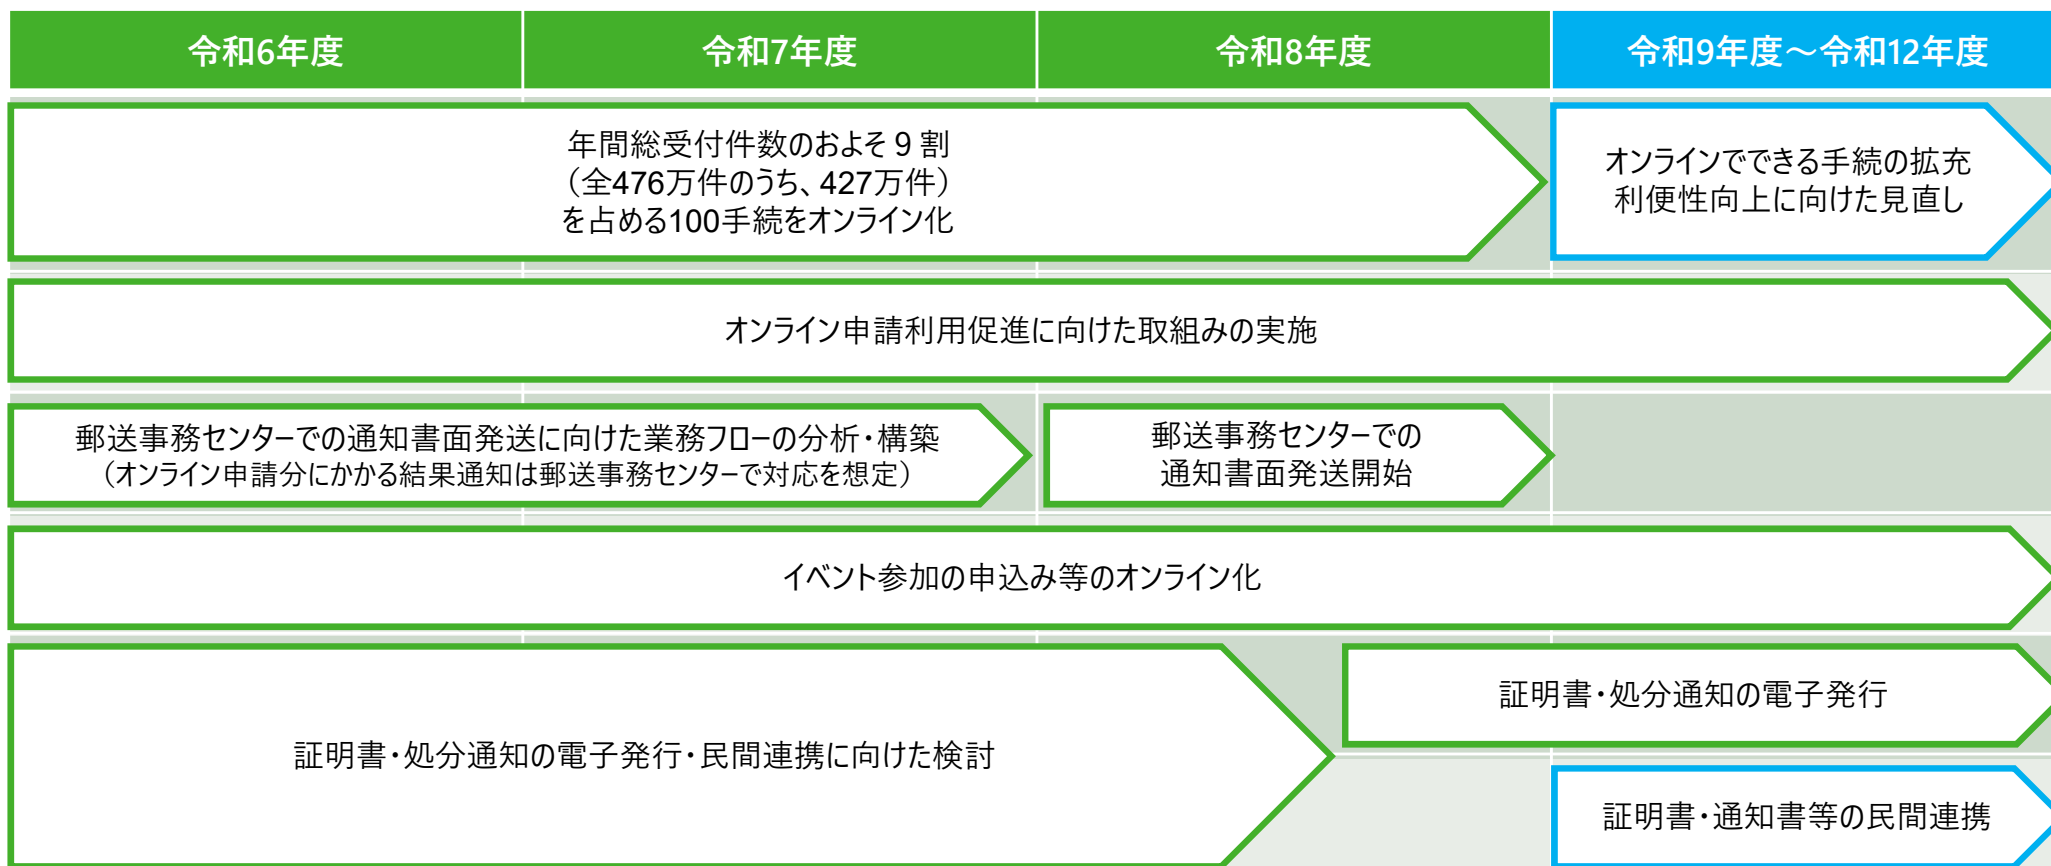 令和6年度
令和7年度
令和8年度
令和9年度～令和12年度
年間総受付件数のおよそ９割
（全476万件のうち、427万件）
を占める100手続をオンライン化
オンラインでできる手続の拡充
利便性向上に向けた見直し
オンライン申請利用促進に向けた取組みの実施
郵送事務センターでの通知書面発送に向けた業務フローの分析・構築
（オンライン申請分にかかる結果通知は郵送事務センターで対応を想定）
郵送事務センターでの
通知書面発送開始
イベント参加の申込み等のオンライン化
証明書・処分通知の電子発行・民間連携に向けた検討
証明書・処分通知の電子発行
証明書・通知書等の民間連携